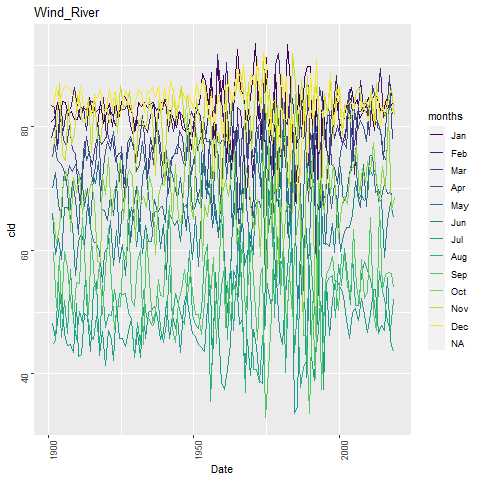 Wind_River
cld
80
60
40
1900
1950
2000
Date
months
Jan
Feb
Mar
Apr
May
Jun
Jul
Aug
Sep
Oct
Nov
Dec
NA